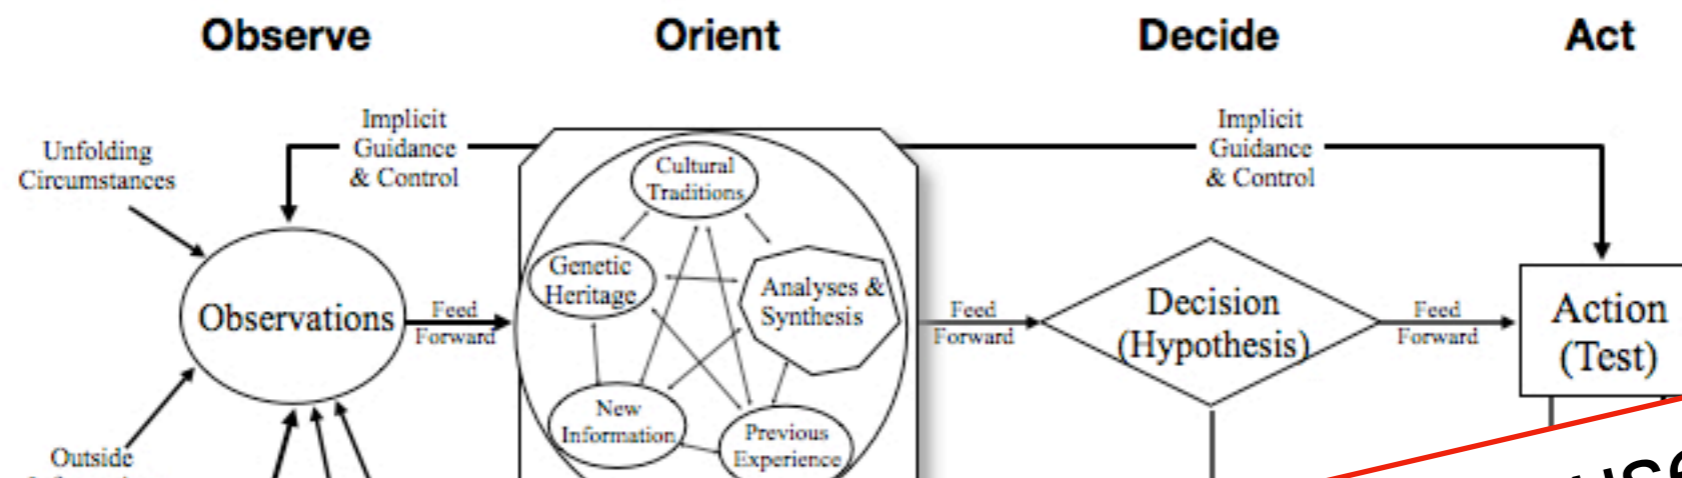 Observe
Orient
Decide
Act
Unfolding
Circumstances
Implicit
Guidance
& Control
Implicit
Guidance
& Control
Cultural
Traditions
Genetic
Heritage
Analyses &
Synthesis
New
Information
Previous
Experience
Observations
Feed
Forward
Feed
Forward
Decision
(Hypothesis)
Feed
Forward
Action
(Test)
Outside